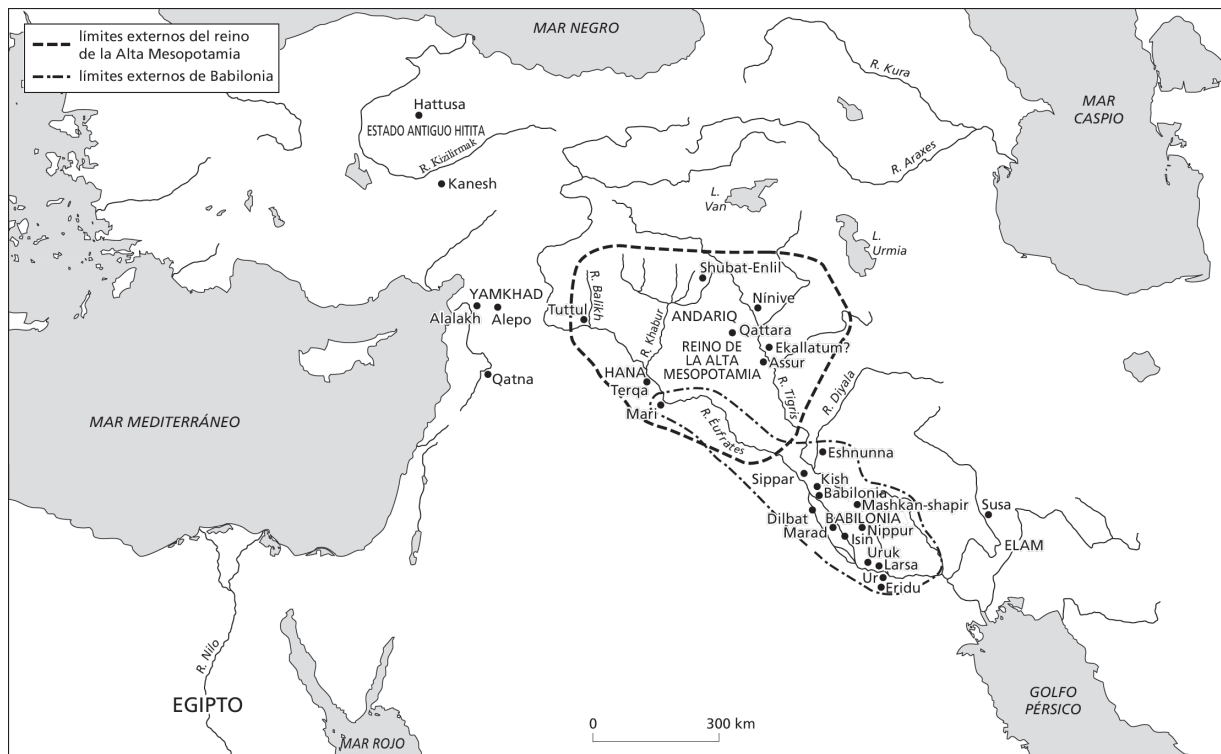 límites externos del reino
de la Alta Mesopotamia
límites externos de Babilonia
MAR NEGRO
R. Kura
MAR
CASPIO
Hattusa
ESTADO ANTIGUO HITITA
R. Kizilirmak
R. Araxes
Kanesh
L.
Van
L.
Urmia
Shubat-Enlil
R. Balikh
YAMKHAD
Nínive
Tuttul
Alalakh
Alepo
R. Khabur
ANDARIQ
Qattara
REINO DE
LA ALTA
MESOPOTAMIA
Ekallatum?
Assur
Qatna
HANA
Terqa
R. Tigris
R. Diyala
Mari
R. Éufrates
MAR MEDITERRÁNEO
Eshnunna
Sippar
Kish
Babilonia
Mashkan-shapir
Susa
Dilbat
BABILONIA
Marad
Nippur
Isin
ELAM
Uruk
Larsa
Ur
Eridu
R. Nilo
EGIPTO
GOLFO
PÉRSICO
0 300 km
MAR ROJO